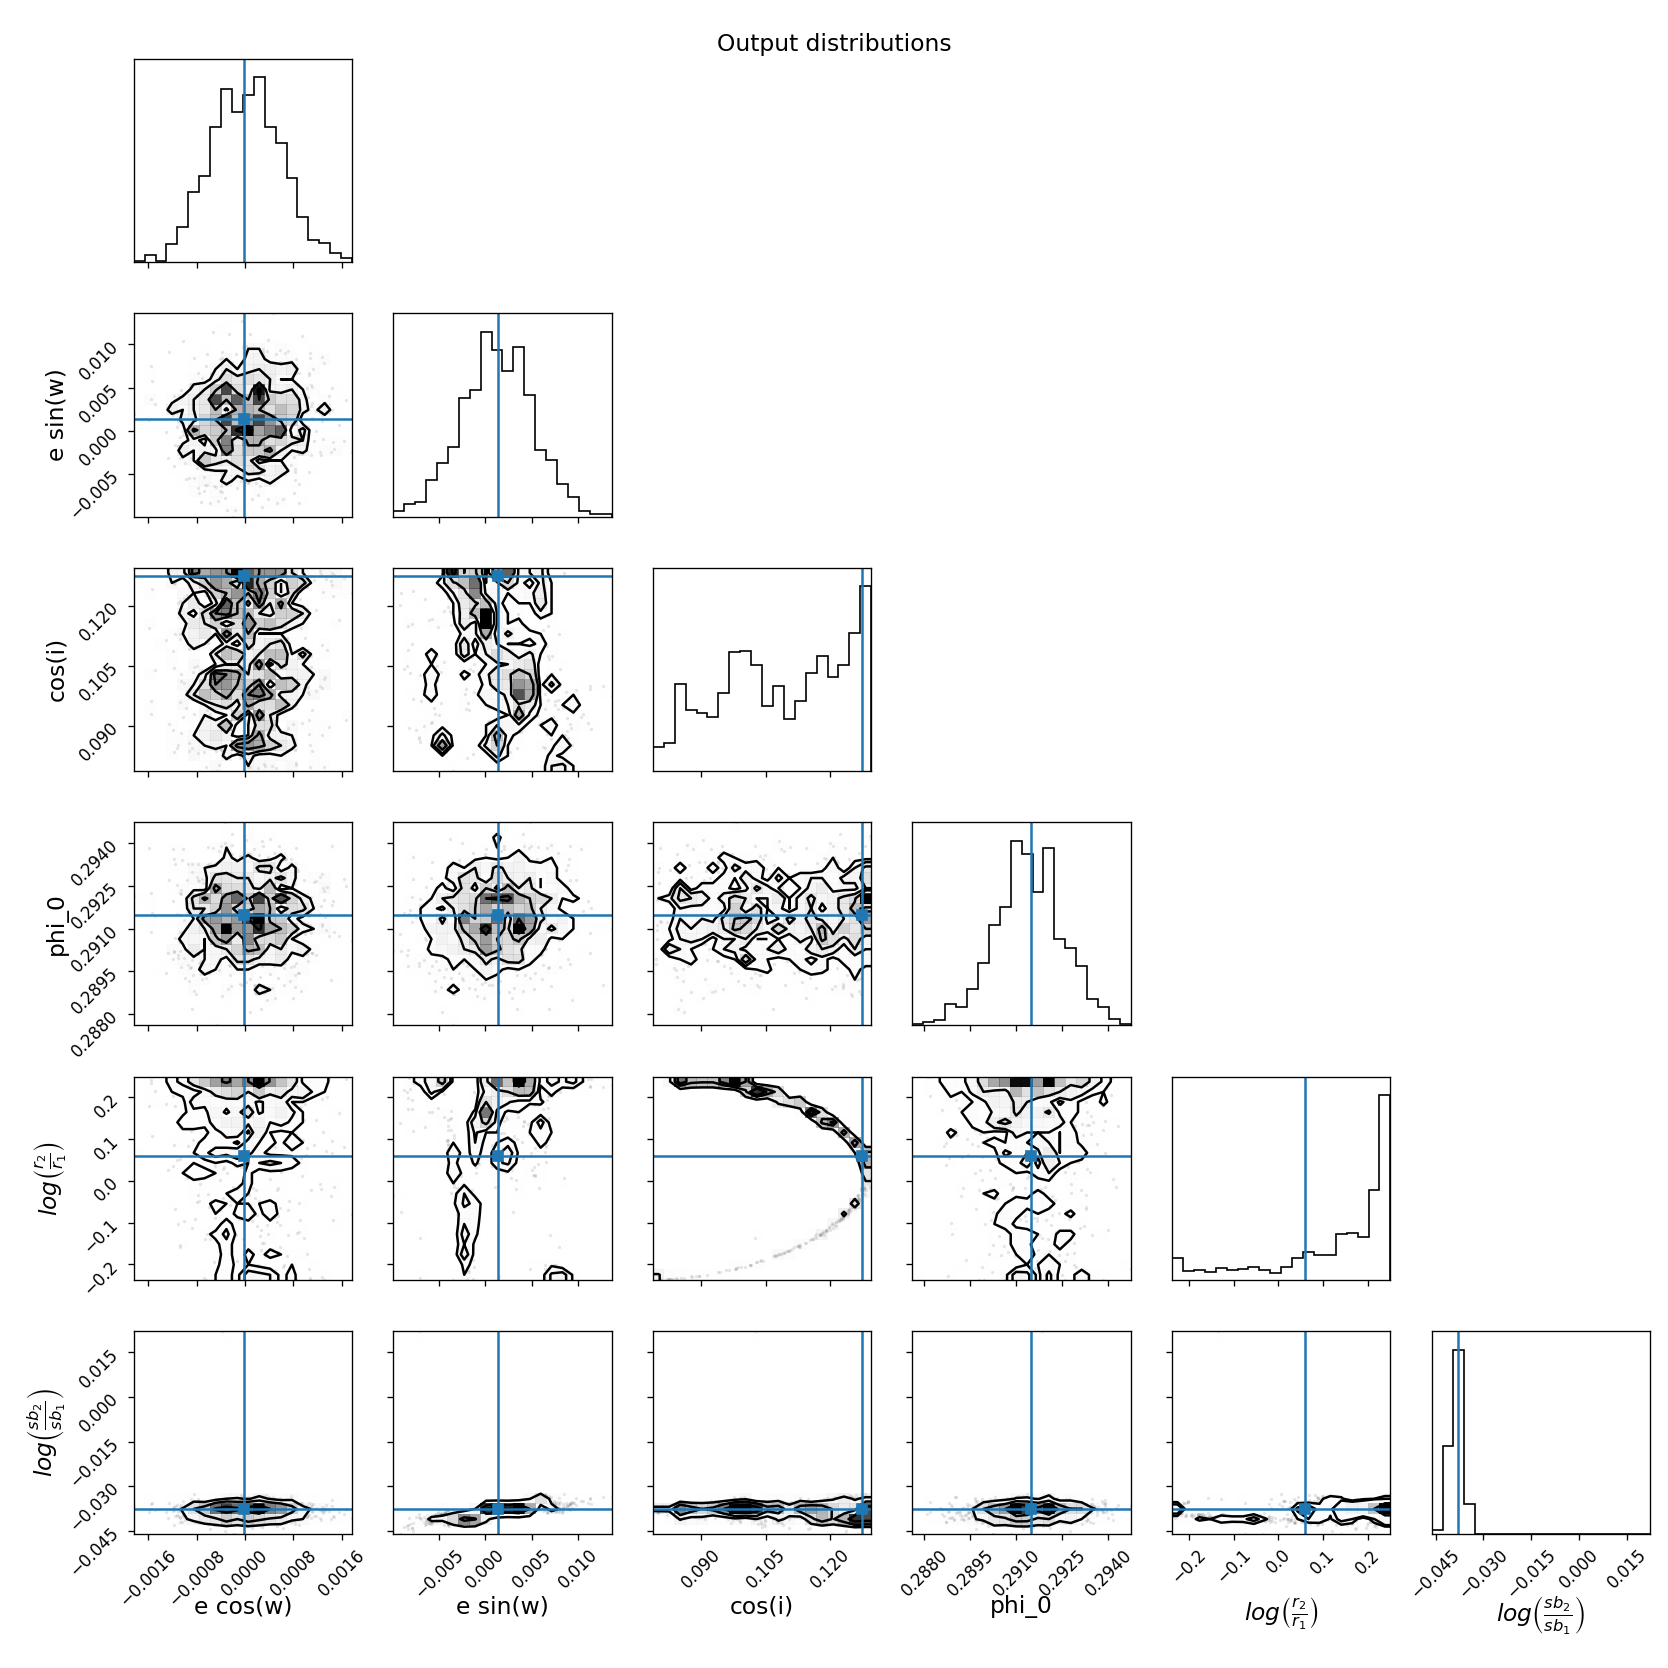 Output distributions
e sin(w)
0.010
0.005
0.000
−0.005
cos(i)
0.120
0.105
0.090
phi_0
0.2940
0.2925
0.2910
0.2895
0.2880
log(r2/r1)
0.2
0.1
0.0
−0.1
−0.2
log(sb2/sb1)
0.015
0.000
−0.015
−0.030
−0.045
−0.0016 −0.0008 0.0000 0.0008 0.0016 −0.005 0.000 0.005 0.010 0.090 0.105 0.120 0.2880 0.2895 0.2910 0.2925 0.2940 −0.2 −0.1 0.0 0.1 0.2 −0.045 −0.030 −0.015 0.000 0.015
e cos(w) e sin(w) cos(i) phi_0 log(r2/r1) log(sb2/sb1)